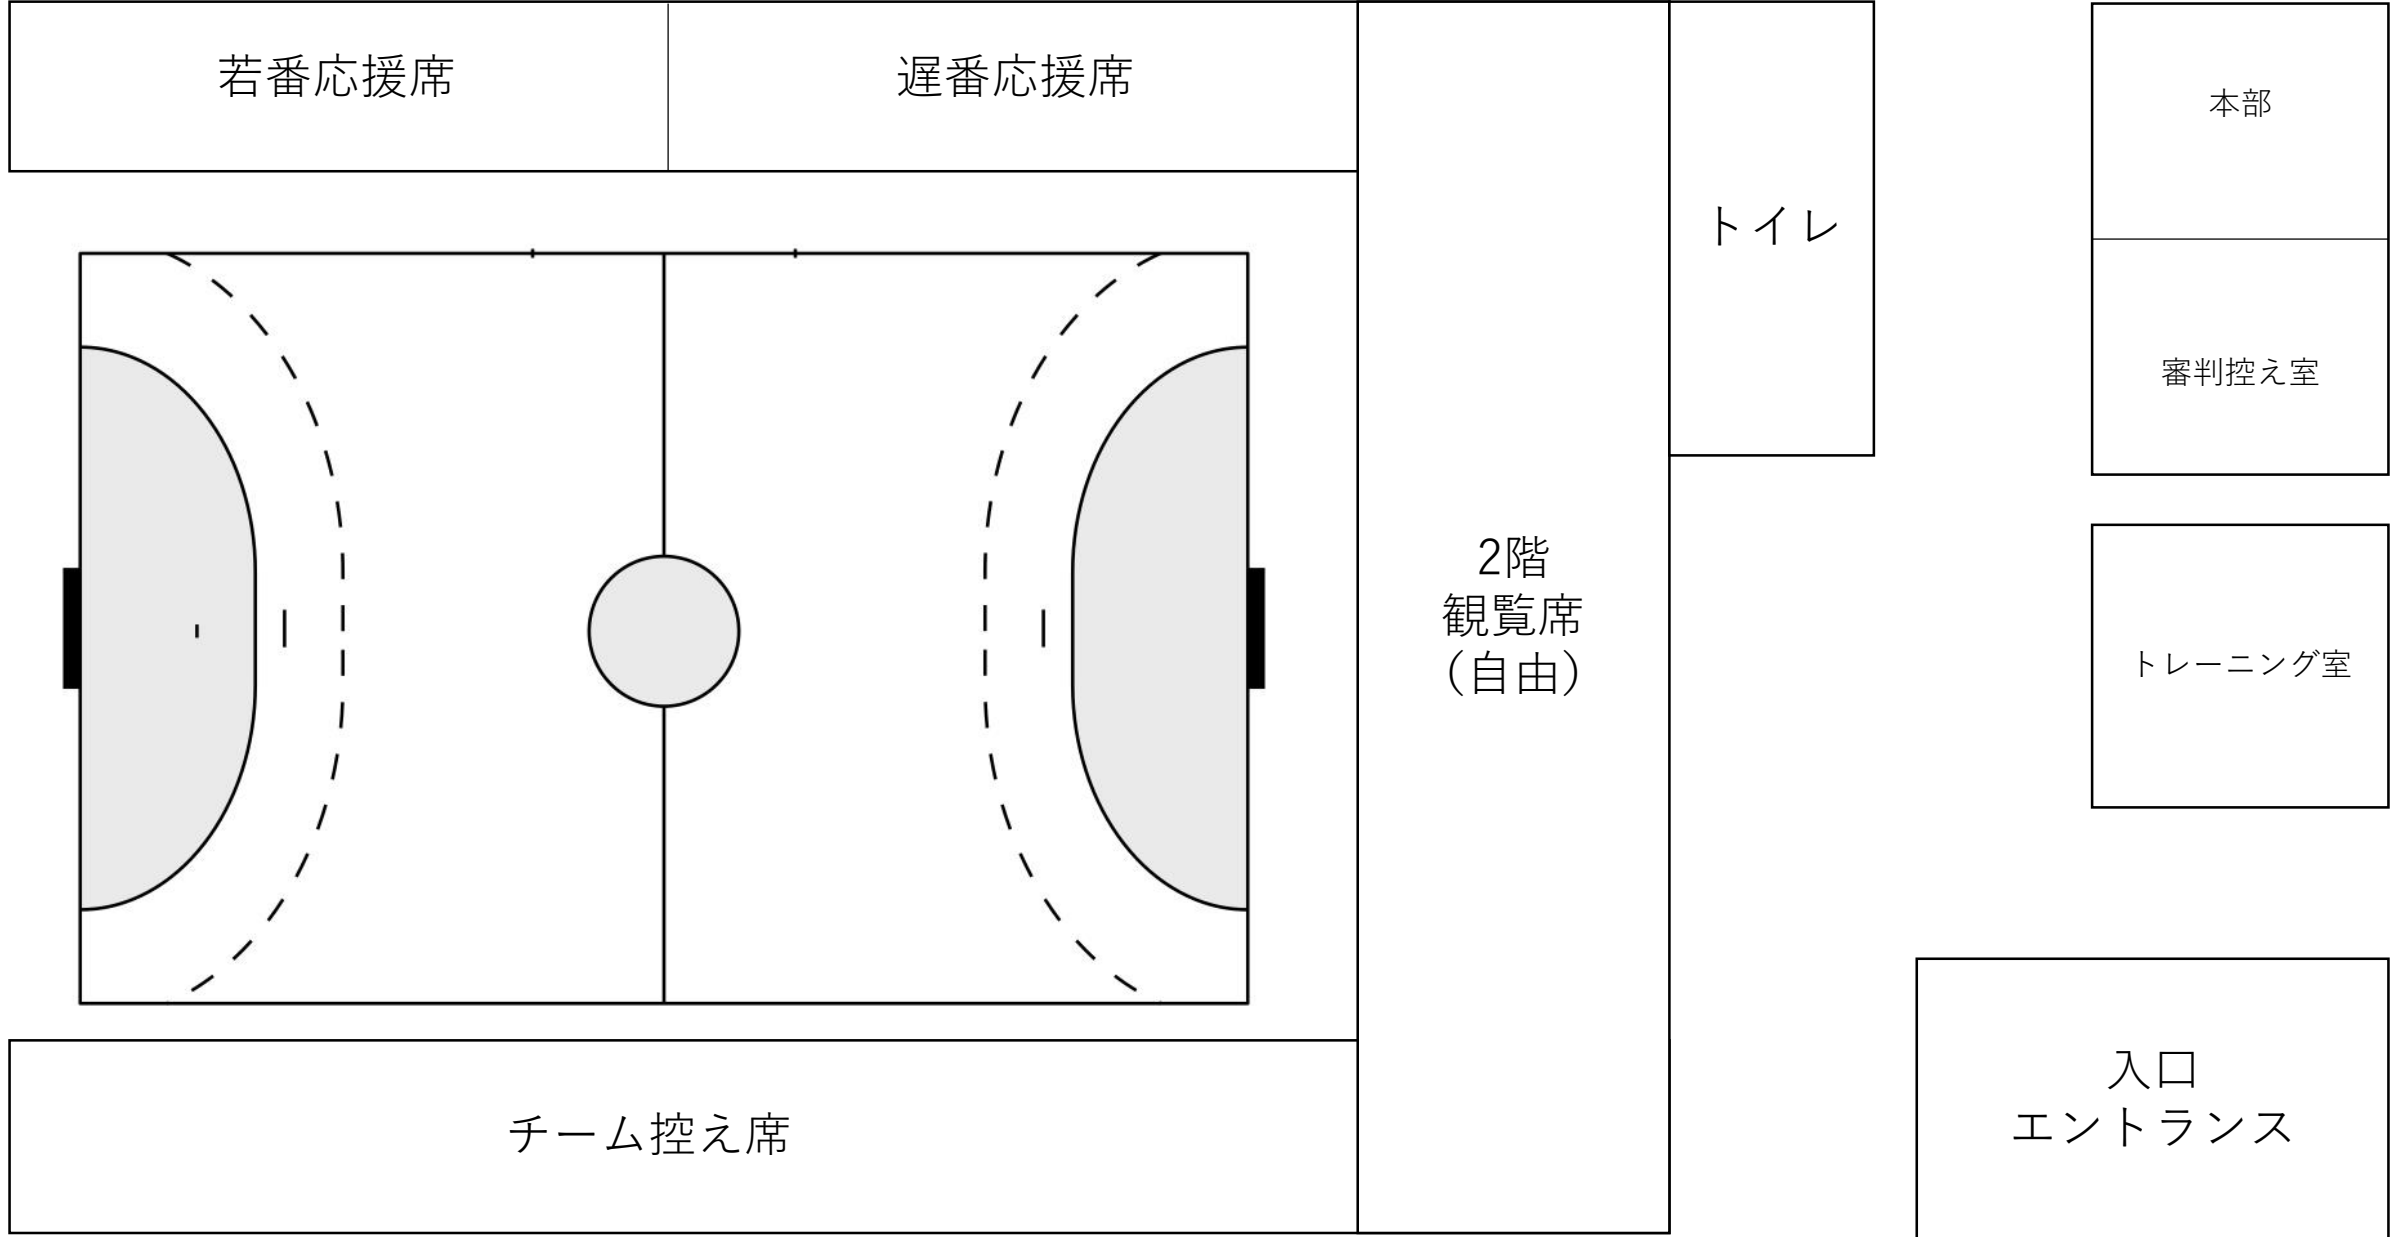 若番応援席
遅番応援席
本部
トイレ
審判控え室
2階
観覧席
（自由）
トレーニング室
入口
エントランス
チーム控え席